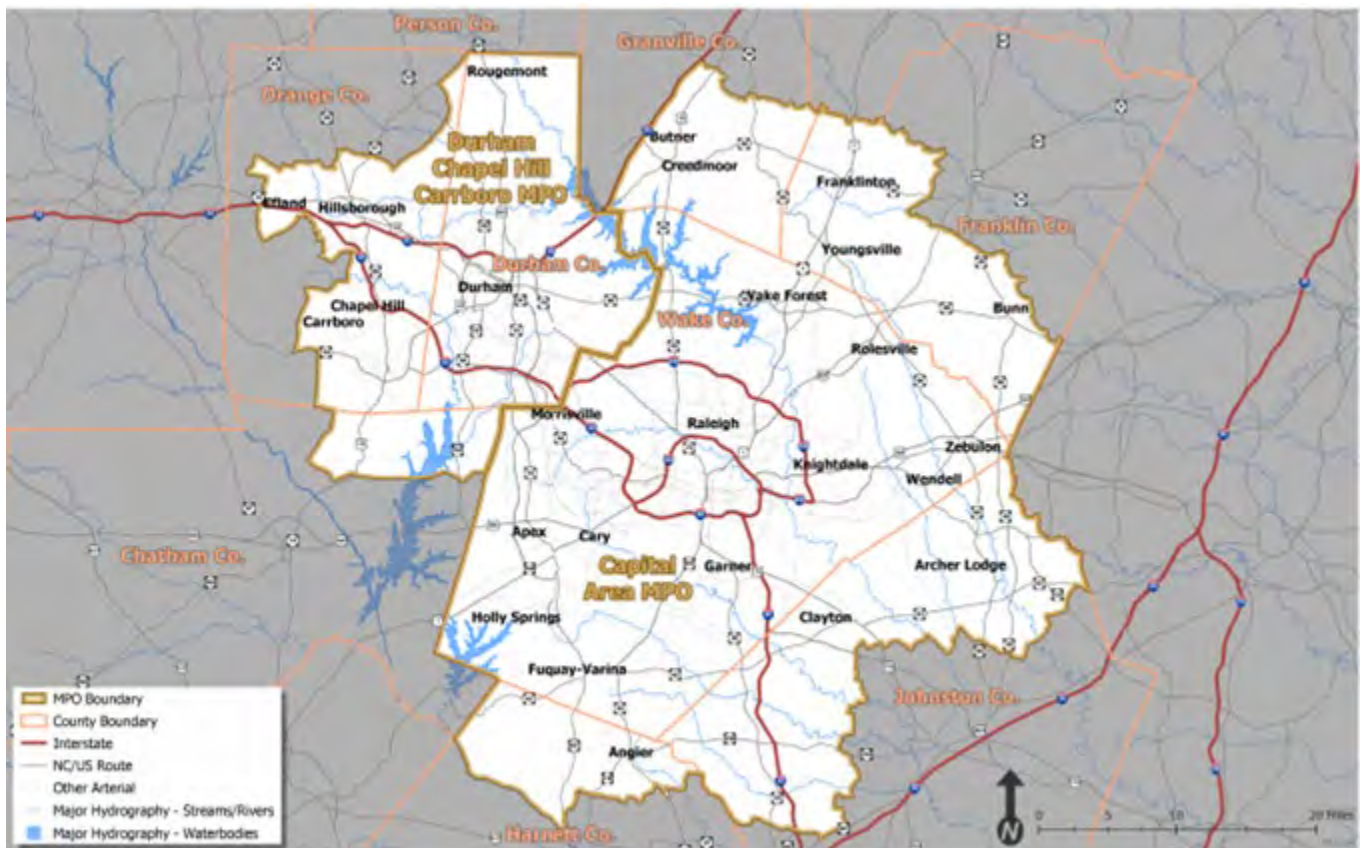 Person Co.
Granville Co.
Rougemont
Orange Co.
Durham
Chapel Hill
Carrboro MPO
Butner
Creedmoor
Franklinton
Efland
Hillsborough
Franklin Co.
Youngsville
Durham Co.
Durham
Wake Forest
Chapel Hill
Bunn
Carrboro
Wake Co.
Rolesville
Morrisville
Raleigh
Zebulon
Knightdale
Wendell
Apex
Cary
Chatham Co.
Capital
Area MPO
Garner
Archer Lodge
Holly Springs
Clayton
Fuquay-Varina
Johnston Co.
Angier
Harnett Co.
MPO Boundary
County Boundary
Interstate
NC/US Route
Other Arterial
Major Hydrography - Streams/Rivers
Major Hydrography - Waterbodies
N
0 5 10 20 Miles